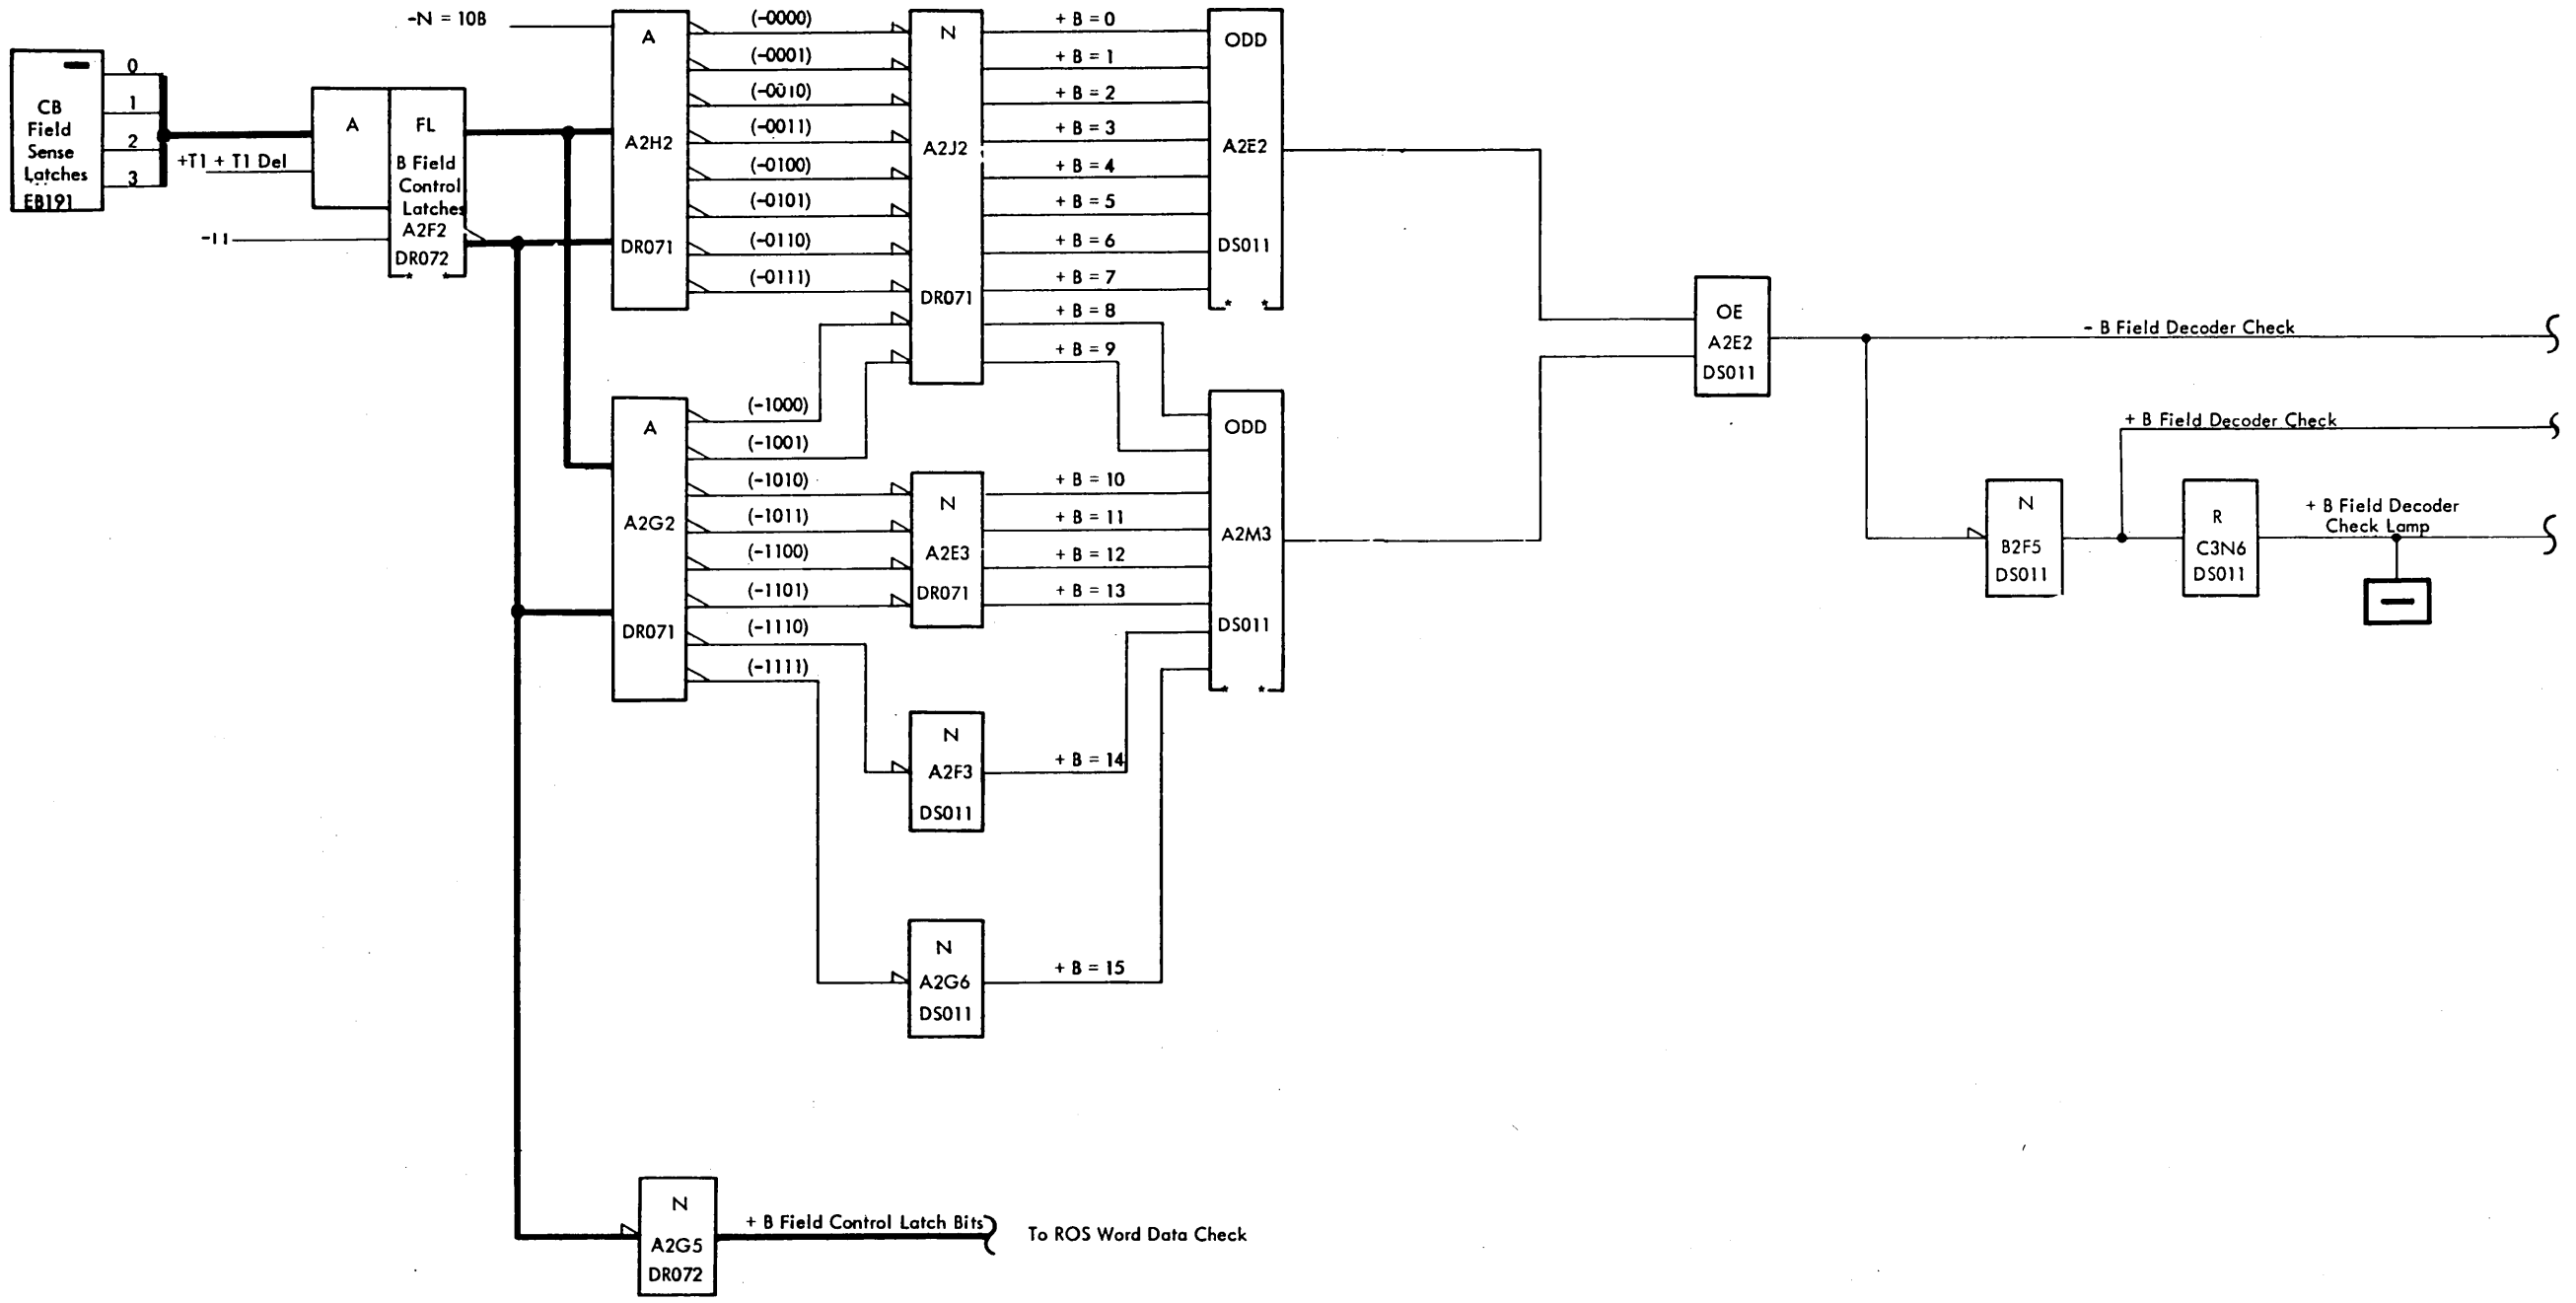 CB
Field
Sense
Latches
EB191
0
1
2
3
+T1 + T1 Del
-11
A
FL
B Field
Control
Latches
A2F2
DR072
* *
-N = 10B
A
A2H2
DR071
(-0000)
(-0001)
(-0010)
(-0011)
(-0100)
(-0101)
(-0110)
(-0111)
N
A2J2
DR071
+ B = 0
+ B = 1
+ B = 2
+ B = 3
+ B = 4
+ B = 5
+ B = 6
+ B = 7
+ B = 8
+ B = 9
ODD
A2E2
DS011
* *
A
A2G2
DR071
(-1000)
(-1001)
(-1010)
(-1011)
(-1100)
(-1101)
(-1110)
(-1111)
N
A2E3
DR071
+ B = 10
+ B = 11
+ B = 12
+ B = 13
ODD
A2M3
DS011
* *
N
A2F3
DS011
+ B = 14
N
A2G6
DS011
+ B = 15
OE
A2E2
DS011
- B Field Decoder Check
+ B Field Decoder Check
N
B2F5
DS011
R
C3N6
DS011
+ B Field Decoder
Check Lamp
N
A2G5
DR072
+ B Field Control Latch Bits
To ROS Word Data Check